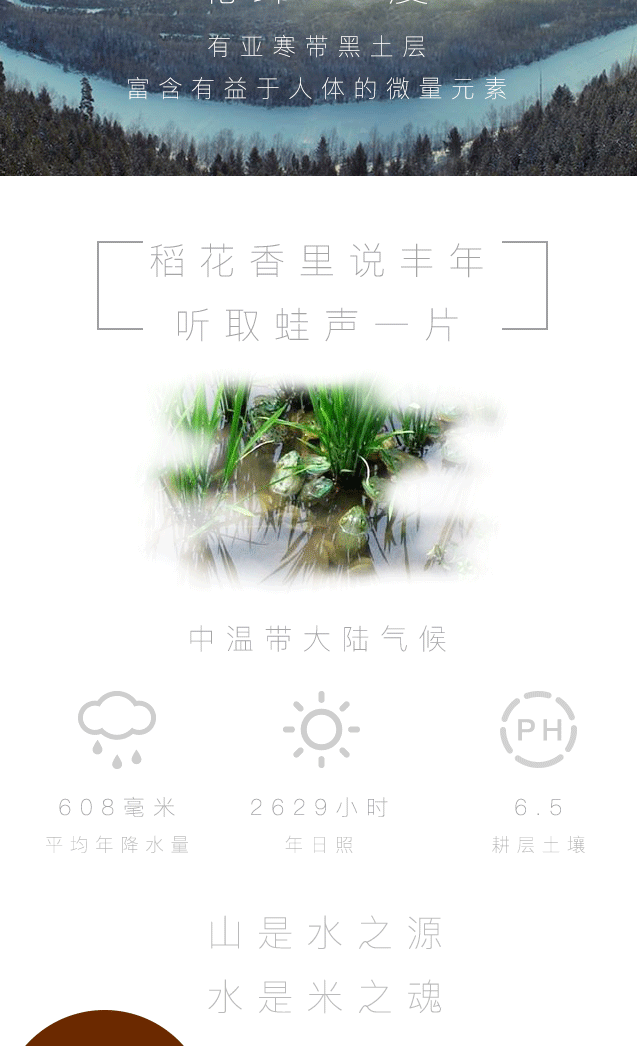 有亚寒带黑土层
富含有益于人体的微量元素
稻花香里说丰年
听取蛙声一片
中温带大陆气候
PH
608毫米
2629小时
6.5
平均年降水量
年日照
耕层土壤
山是水之源
水是米之魂